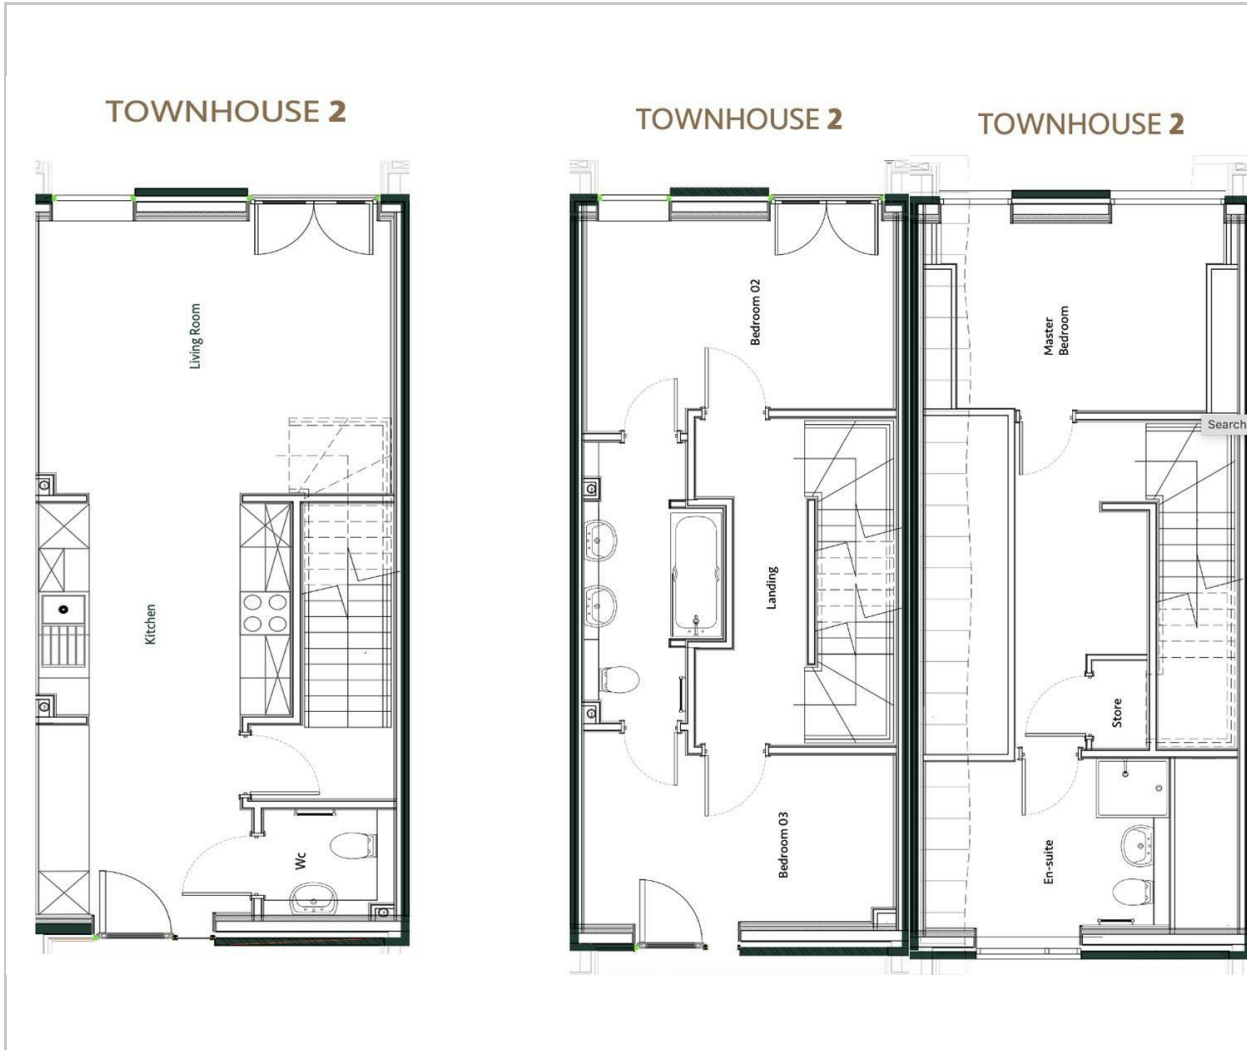 TOWNHOUSE 2
TOWNHOUSE 2
TOWNHOUSE 2
Living Room
Kitchen
Wc
Bedroom 02
Landing
Bedroom 03
Master
Bedroom
Search
Store
En-suite